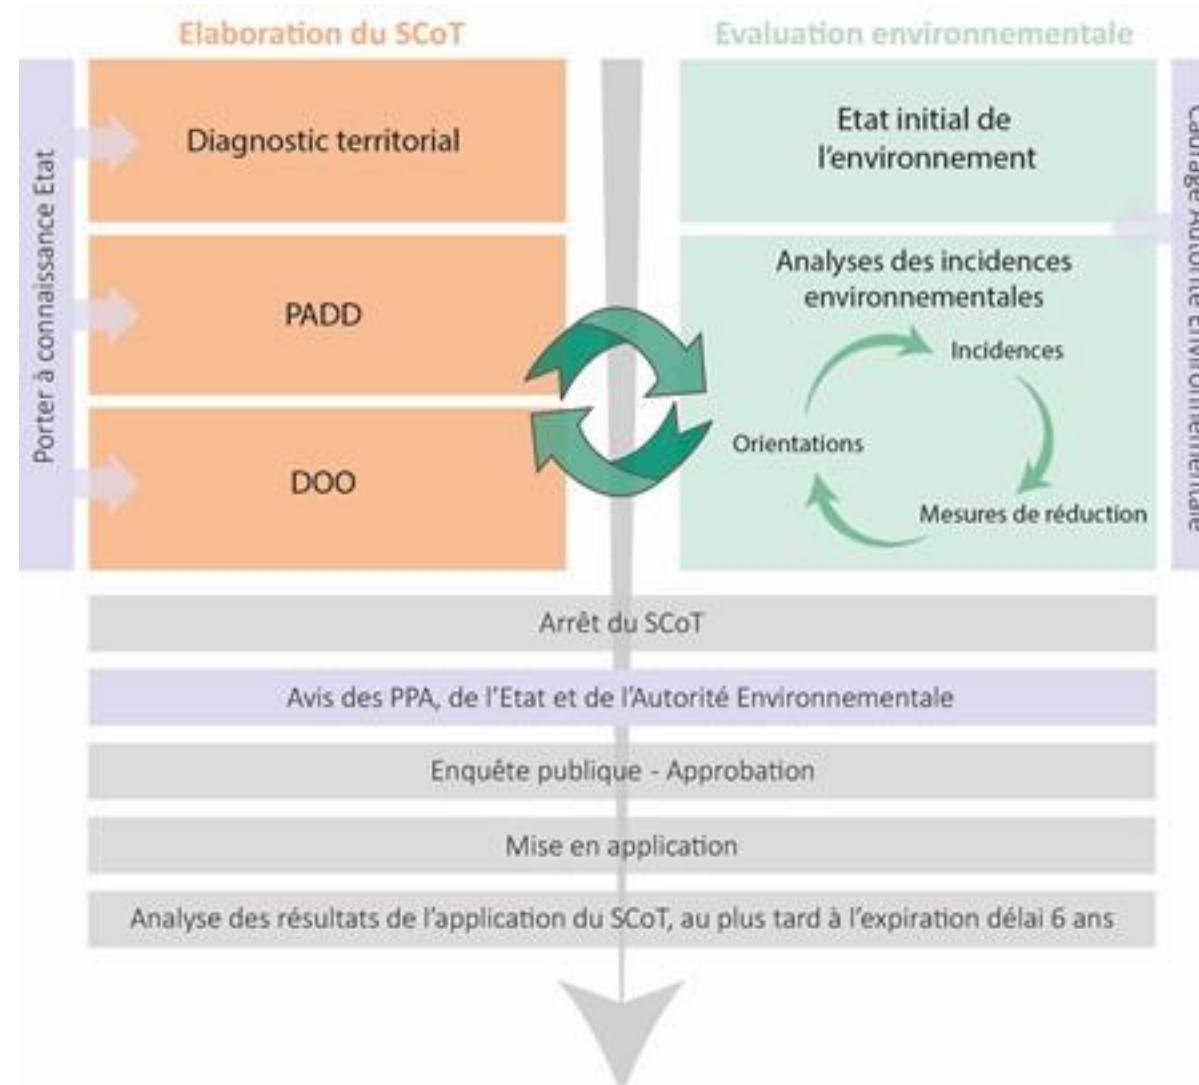 Elaboration du SCoT
Evaluation environnementale
Porter à connaissance Etat
Diagnostic territorial
PADD
DOO
Etat initial de
l'environnement
Analyses des incidences
environnementales
Incidences
Orientations
Mesures de réduction
Cadrage Autorité Environnementale
Arrêt du SCoT
Avis des PPA, de l'Etat et de l'Autorité Environnementale
Enquête publique - Approbation
Mise en application
Analyse des résultats de l'application du SCoT, au plus tard à l'expiration délai 6 ans